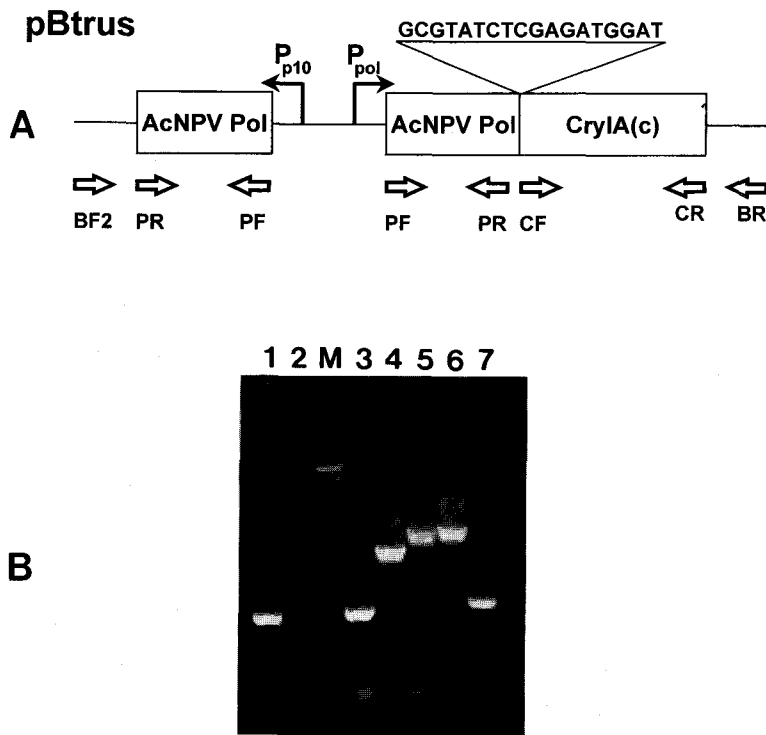 pBtrus
GCGTATCTCGAGATGGAT
Pp10
Ppol
A
AcNPV Pol
AcNPV Pol
CryIA(c)
BF2
PR
PF
PF
PR
CF
CR
BR
1 2 M 3 4 5 6 7
B